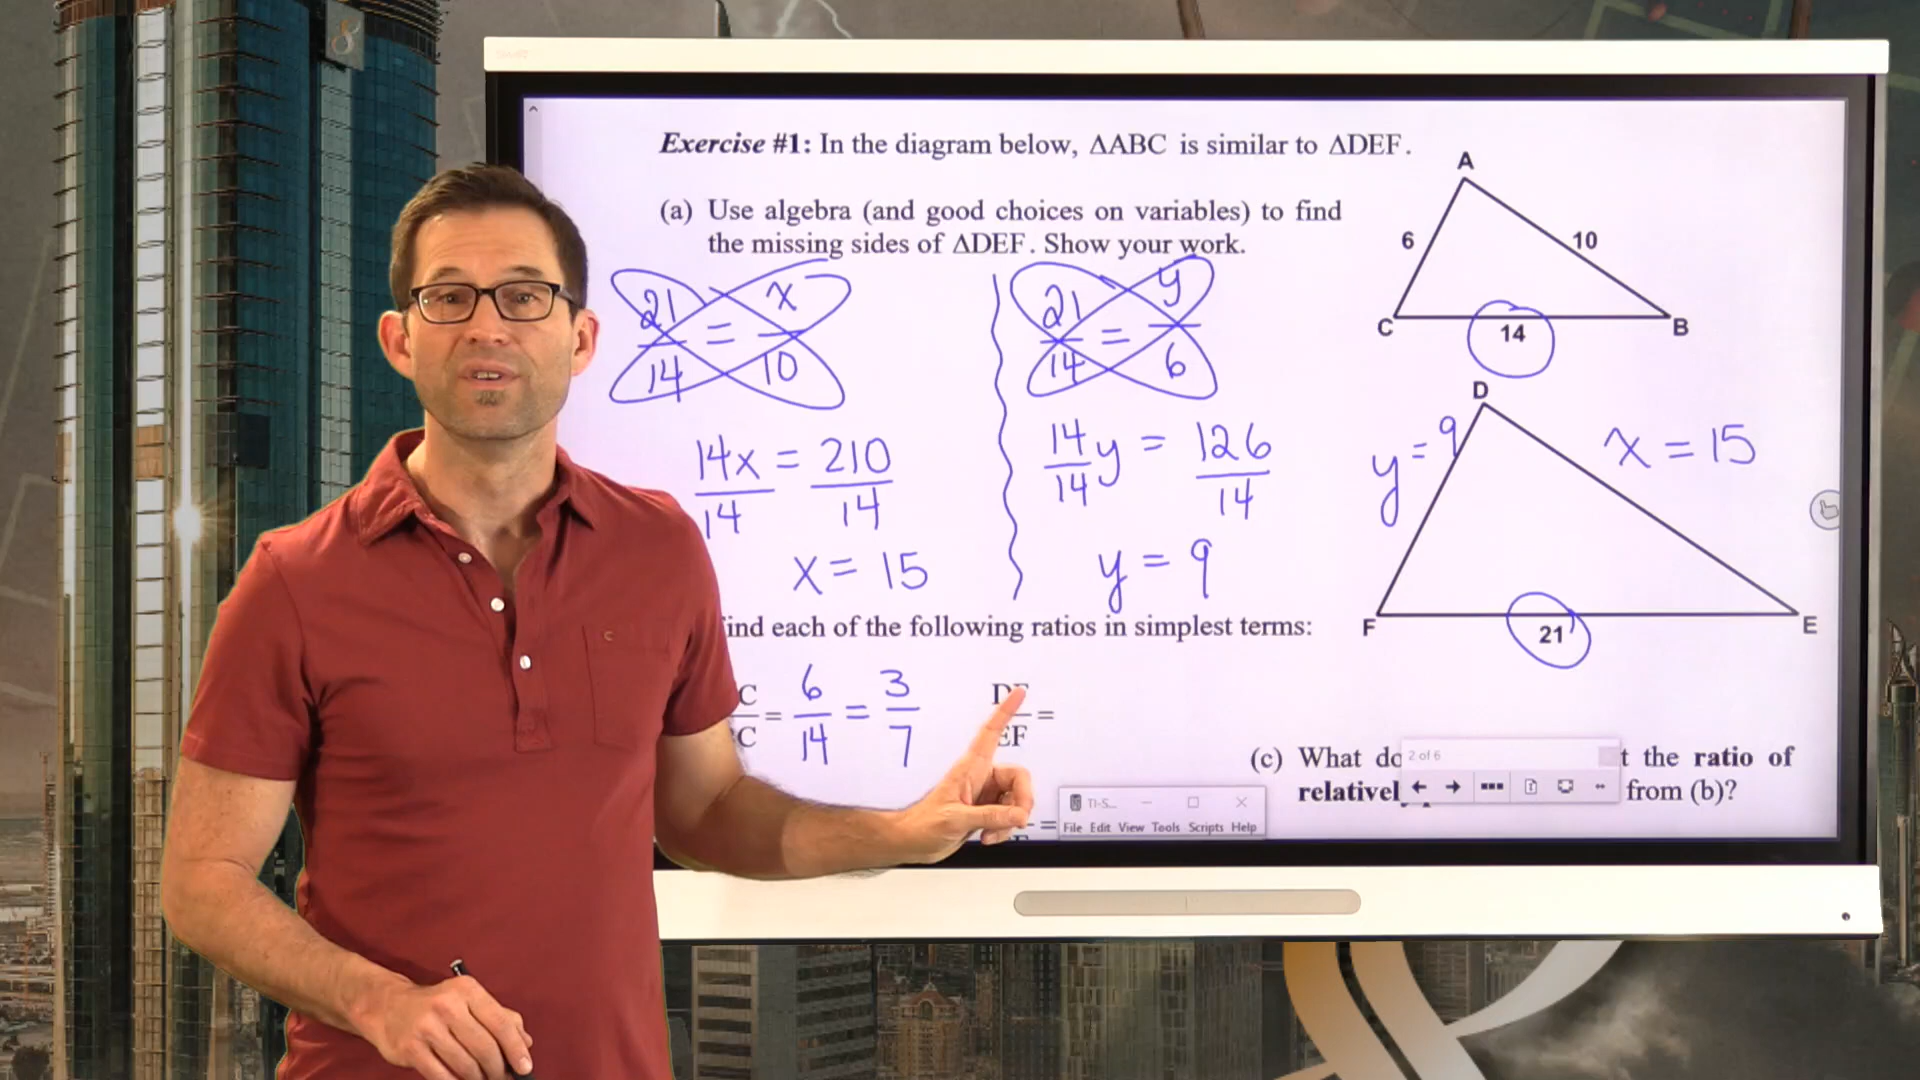 8
Exercise #1: In the diagram below, ΔABC is similar to ΔDEF.
(a) Use algebra (and good choices on variables) to find
the missing sides of ΔDEF. Show your work.
21/14 = x/10
14x/14 = 210/14
x = 15
21/14 = y/6
14/14 y = 126/14
y = 9
A
6
10
C
14
B
D
y = 9
x = 15
F
21
E
ind each of the following ratios in simplest terms:
C/C = 6/14 = 3/7
EF =
=
(c) What do
t the ratio of
from (b)?
2 of 6
TI-S...
File Edit View Tools Scripts Help